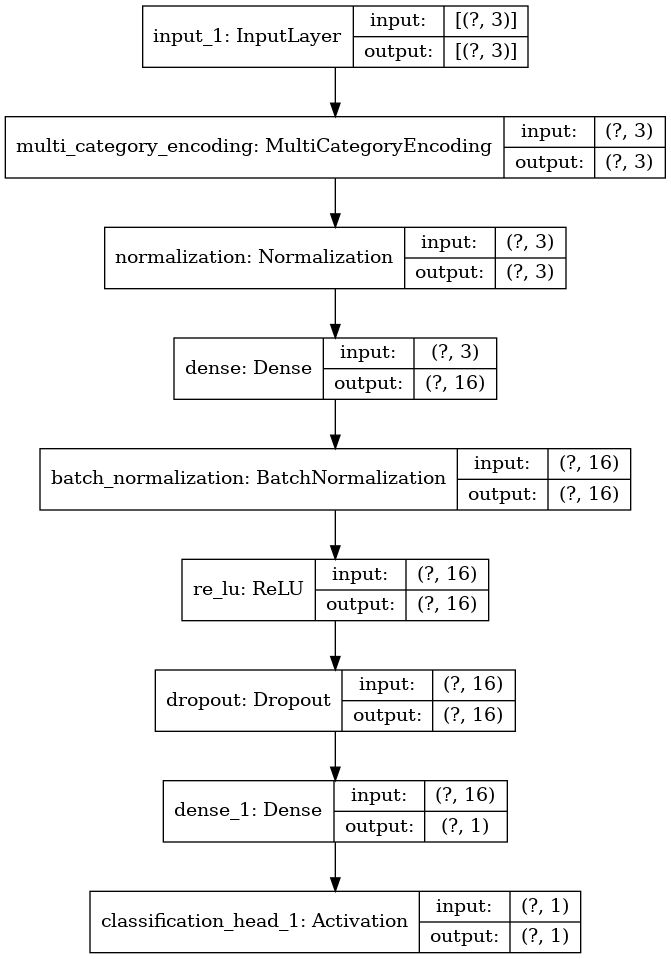 input_1: InputLayer
input: [(?, 3)]
output: [(?, 3)]
multi_category_encoding: MultiCategoryEncoding
input: (?, 3)
output: (?, 3)
normalization: Normalization
input: (?, 3)
output: (?, 3)
dense: Dense
input: (?, 3)
output: (?, 16)
batch_normalization: BatchNormalization
input: (?, 16)
output: (?, 16)
re_lu: ReLU
input: (?, 16)
output: (?, 16)
dropout: Dropout
input: (?, 16)
output: (?, 16)
dense_1: Dense
input: (?, 16)
output: (?, 1)
classification_head_1: Activation
input: (?, 1)
output: (?, 1)